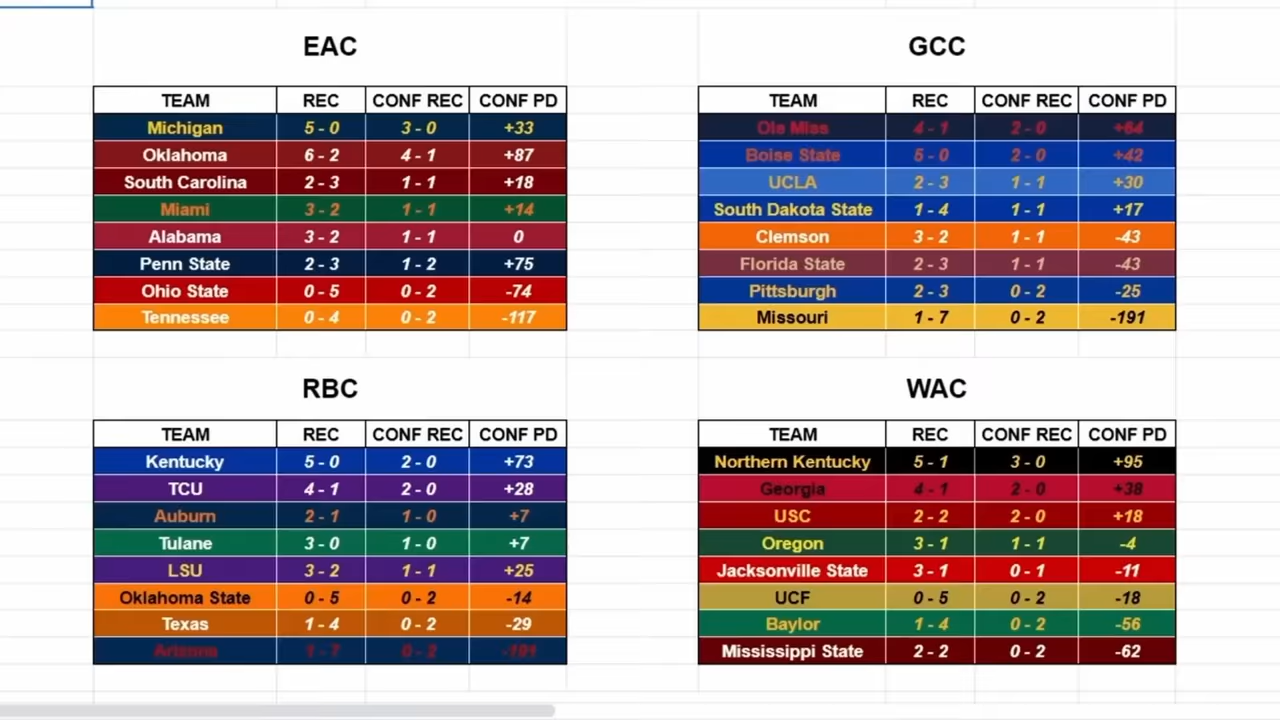 EAC
TEAM REC CONF REC CONF PD
Michigan 5 - 0 3 - 0 +33
Oklahoma 6 - 2 4 - 1 +87
South Carolina 2 - 3 1 - 1 +18
Miami 3 - 2 1 - 1 +14
Alabama 3 - 2 1 - 1 0
Penn State 2 - 3 1 - 2 +75
Ohio State 0 - 5 0 - 2 -74
Tennessee 0 - 4 0 - 2 -117
GCC
TEAM REC CONF REC CONF PD
Ole Miss 4 - 1 2 - 0 +64
Boise State 5 - 0 2 - 0 +42
UCLA 2 - 3 1 - 1 +30
South Dakota State 1 - 4 1 - 1 +17
Clemson 3 - 2 1 - 1 -43
Florida State 2 - 3 1 - 1 -43
Pittsburgh 2 - 3 0 - 2 -25
Missouri 1 - 7 0 - 2 -191
RBC
TEAM REC CONF REC CONF PD
Kentucky 5 - 0 2 - 0 +73
TCU 4 - 1 2 - 0 +28
Auburn 2 - 1 1 - 0 +7
Tulane 3 - 0 1 - 0 +7
LSU 3 - 2 1 - 1 +25
Oklahoma State 0 - 5 0 - 2 -14
Texas 1 - 4 0 - 2 -29
Arizona 1 - 7 0 - 2
WAC
TEAM REC CONF REC CONF PD
Northern Kentucky 5 - 1 3 - 0 +95
Georgia 4 - 1 2 - 0 +38
USC 2 - 2 2 - 0 +18
Oregon 3 - 1 1 - 1 -4
Jacksonville State 3 - 1 0 - 1 -11
UCF 0 - 5 0 - 2 -18
Baylor 1 - 4 0 - 2 -56
Mississippi State 2 - 2 0 - 2 -62